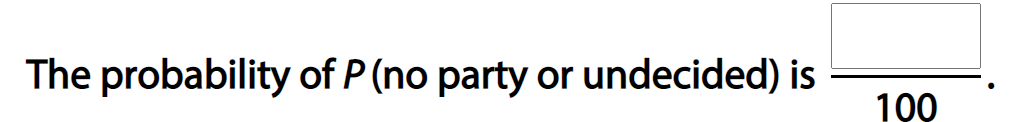 The probability of P (no party or undecided) is
100 .